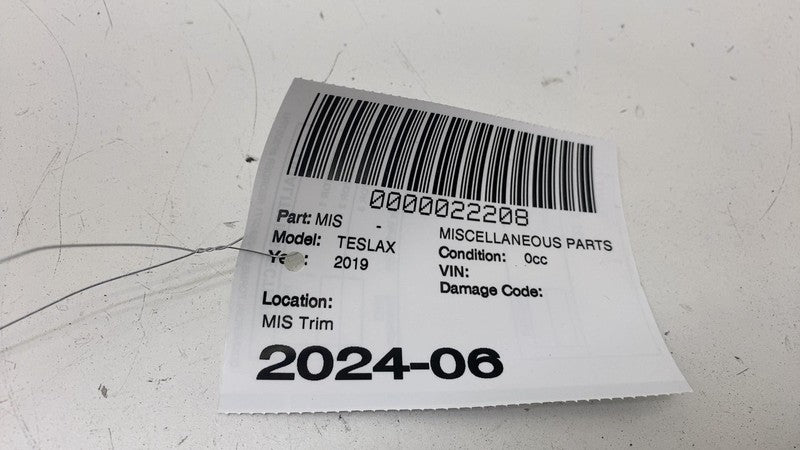 0000022208
Part: MIS -
MISCELLANEOUS PARTS
Model: TESLAX
Condition: 0cc
2019
VIN:
Damage Code:
Location:
MIS Trim
2024-06